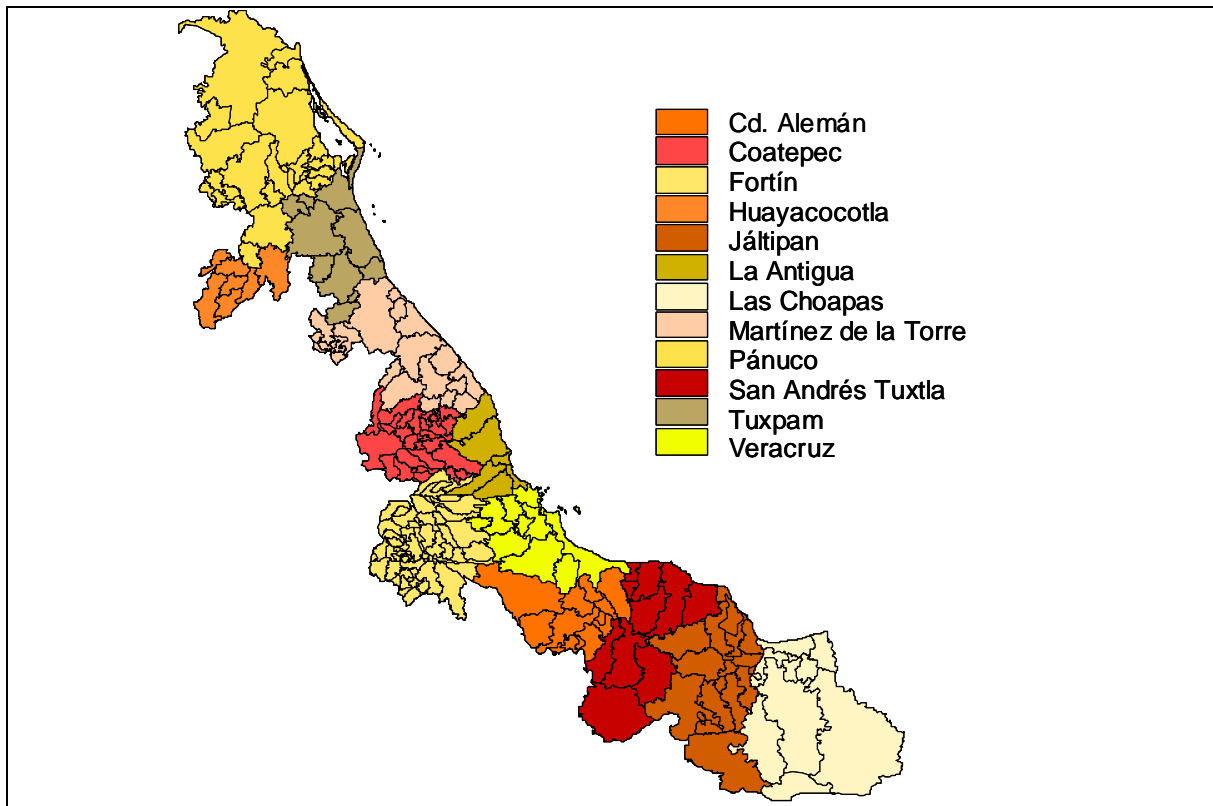 Cd. Alemán
Coatepec
Fortín
Huayacocotla
Jáltipan
La Antigua
Las Choapas
Martínez de la Torre
Pánuco
San Andrés Tuxtla
Tuxpam
Veracruz